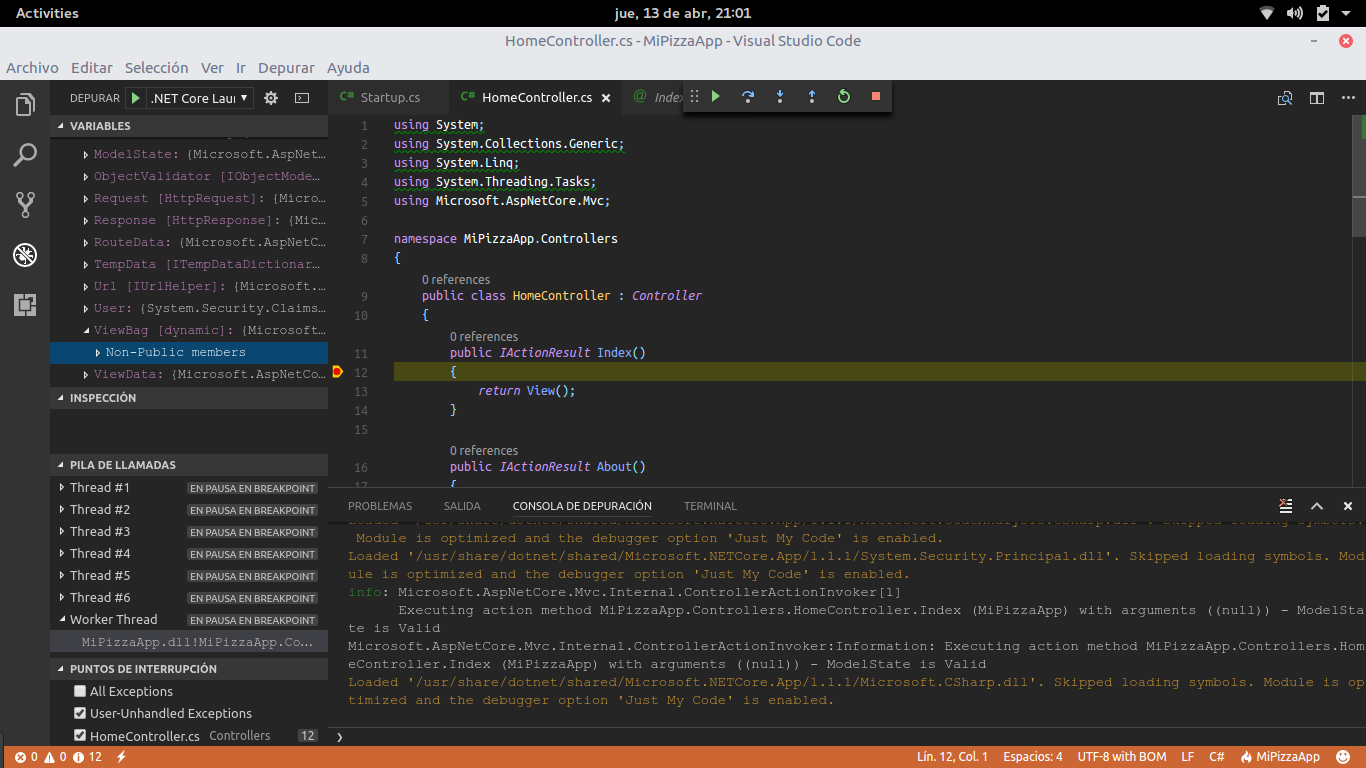 Activities
jue, 13 de abr, 21:01
HomeController.cs - MiPizzaApp - Visual Studio Code
Archivo Editar Selección Ver Ir Depurar Ayuda
DEPURAR .NET Core Lau
Startup.cs
HomeController.cs
Inde
VARIABLES
ModelState: {Microsoft.AspNet...
ObjectValidator [IObjectMode...
Request [HttpRequest]: {Micro...
Response [HttpResponse]: {Mic...
RouteData: {Microsoft.AspNetC...
TempData [ITempDataDictionar...
Url [IUrlHelper]: {Microsoft....
User: {System.Security.Claims...
ViewBag [dynamic]: {Microsoft...
Non-Public members
ViewData: {Microsoft.AspNetCo...
INSPECCIÓN
PILA DE LLAMADAS
Thread #1 EN PAUSA EN BREAKPOINT
Thread #2 EN PAUSA EN BREAKPOINT
Thread #3 EN PAUSA EN BREAKPOINT
Thread #4 EN PAUSA EN BREAKPOINT
Thread #5 EN PAUSA EN BREAKPOINT
Thread #6 EN PAUSA EN BREAKPOINT
Worker Thread EN PAUSA EN BREAKPOINT
MiPizzaApp.dll!MiPizzaApp.Co...
PUNTOS DE INTERRUPCIÓN
All Exceptions
User-Unhandled Exceptions
HomeController.cs Controllers 12
1 using System;
2 using System.Collections.Generic;
3 using System.Linq;
4 using System.Threading.Tasks;
5 using Microsoft.AspNetCore.Mvc;
6
7 namespace MiPizzaApp.Controllers
8 {
0 references
9 public class HomeController : Controller
10 {
0 references
11 public IActionResult Index()
12 {
13 return View();
14 }
15
0 references
16 public IActionResult About()
17 {
PROBLEMAS SALIDA CONSOLA DE DEPURACIÓN TERMINAL
Module is optimized and the debugger option 'Just My Code' is enabled.
Loaded '/usr/share/dotnet/shared/Microsoft.NETCore.App/1.1.1/System.Security.Principal.dll'. Skipped loading symbols. Mod
ule is optimized and the debugger option 'Just My Code' is enabled.
info: Microsoft.AspNetCore.Mvc.Internal.ControllerActionInvoker[1]
Executing action method MiPizzaApp.Controllers.HomeController.Index (MiPizzaApp) with arguments ((null)) - ModelSta
te is Valid
Microsoft.AspNetCore.Mvc.Internal.ControllerActionInvoker:Information: Executing action method MiPizzaApp.Controllers.Hom
eController.Index (MiPizzaApp) with arguments ((null)) - ModelState is Valid
Loaded '/usr/share/dotnet/shared/Microsoft.NETCore.App/1.1.1/Microsoft.CSharp.dll'. Skipped loading symbols. Module is op
timized and the debugger option 'Just My Code' is enabled.
❯
0 0 12
Lín. 12, Col. 1 Espacios: 4 UTF-8 with BOM LF C# MiPizzaApp